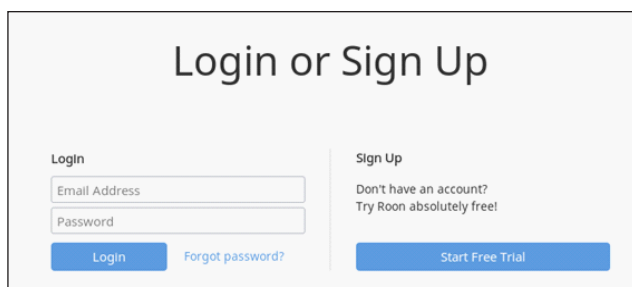 Login or Sign Up
Login
Email Address
Password
Login
Forgot password?
Sign Up
Don't have an account?
Try Roon absolutely free!
Start Free Trial